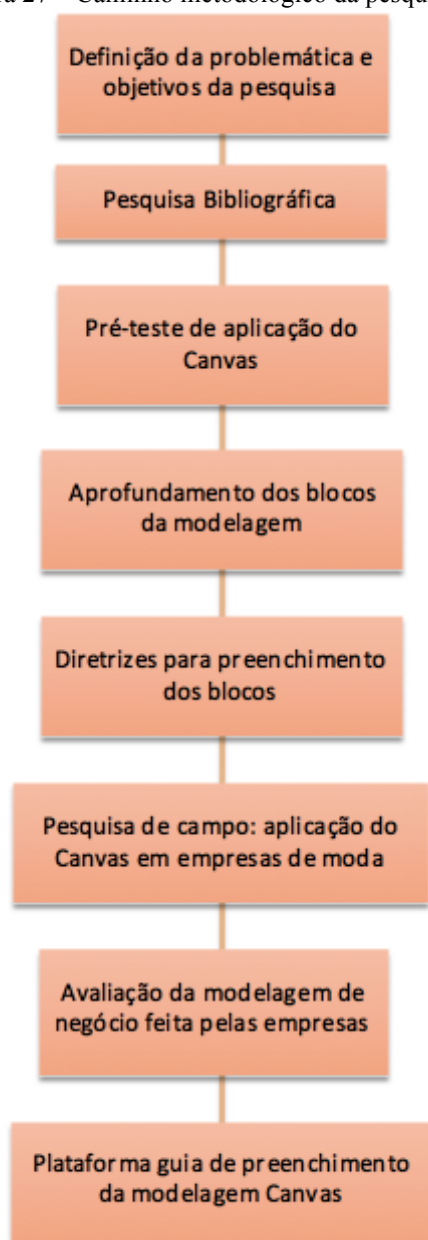 Definição da problemática e
objetivos da pesquisa
Pesquisa Bibliográfica
Pré-teste de aplicação do
Canvas
Aprofundamento dos blocos
da modelagem
Diretrizes para preenchimento
dos blocos
Pesquisa de campo: aplicação do
Canvas em empresas de moda
Avaliação da modelagem de
negócio feita pelas empresas
Plataforma guia de preenchimento
da modelagem Canvas